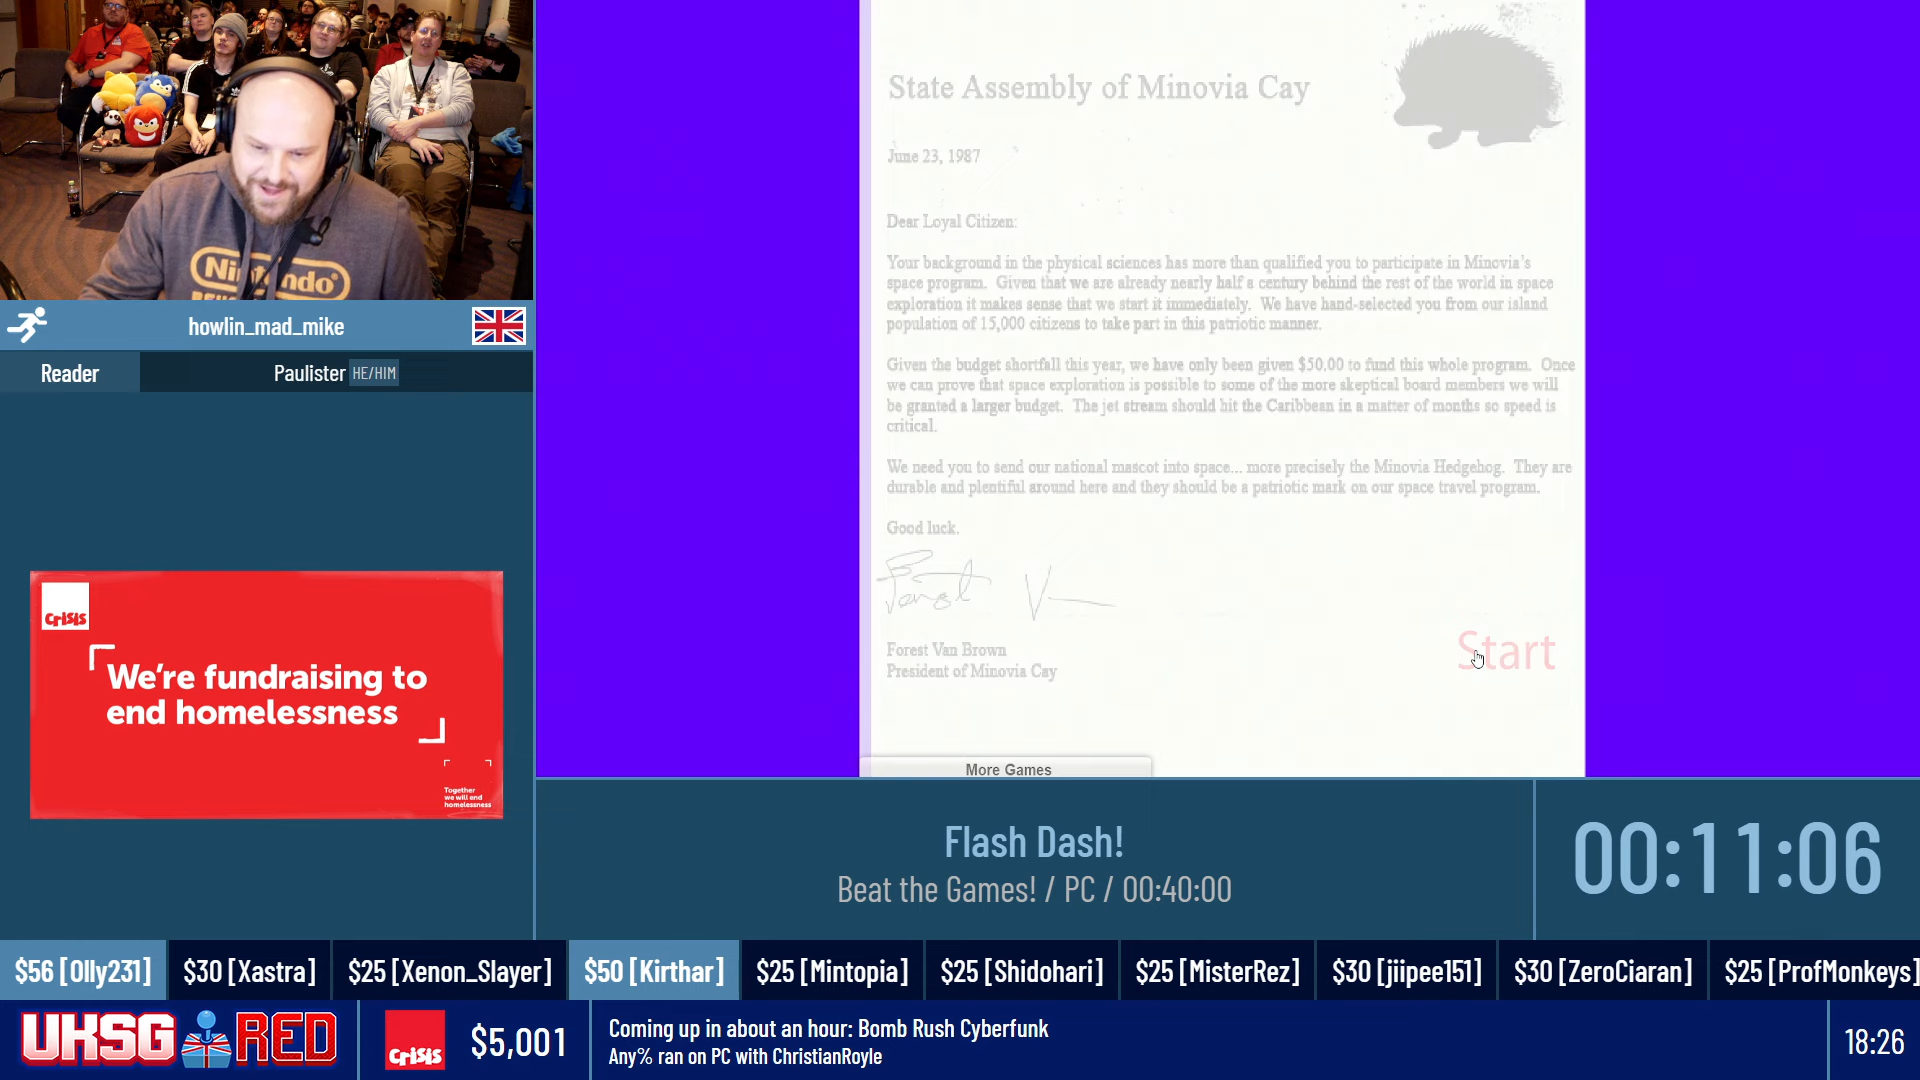 Nintendo
howlin_mad_mike
Reader
Paulister HE/HIM
crisis
We're fundraising to
end homelessness
Together
we will end
homelessness
State Assembly of Minovia Cay
June 23, 1987
Dear Loyal Citizen:
Your background in the physical sciences has more than qualified you to participate in Minovia's
space program. Given that we are already nearly half a century behind the rest of the world in space
exploration it makes sense that we start it immediately. We have hand-selected you from our island
population of 15,000 citizens to take part in this patriotic manner.
Given the budget shortfall this year, we have only been given $50.00 to fund this whole program. Once
we can prove that space exploration is possible to some of the more skeptical board members we will
be granted a larger budget. The jet stream should hit the Caribbean in a matter of months so speed is
critical.
We need you to send our national mascot into space... more precisely the Minovia Hedgehog. They are
durable and plentiful around here and they should be a patriotic mark on our space travel program.
Good luck.
Forest Van Brown
President of Minovia Cay
Start
More Games
Flash Dash!
Beat the Games! / PC / 00:40:00
00:11:06
$56 [Olly231] $30 [Xastra] $25 [Xenon_Slayer] $50 [Kirthar] $25 [Mintopia] $25 [Shidohari] $25 [MisterRez] $30 [jiipee151] $30 [ZeroCiaran] $25 [ProfMonkeys]
UKSG RED
crisis
$5,001
Coming up in about an hour: Bomb Rush Cyberfunk
Any% ran on PC with ChristianRoyle
18:26